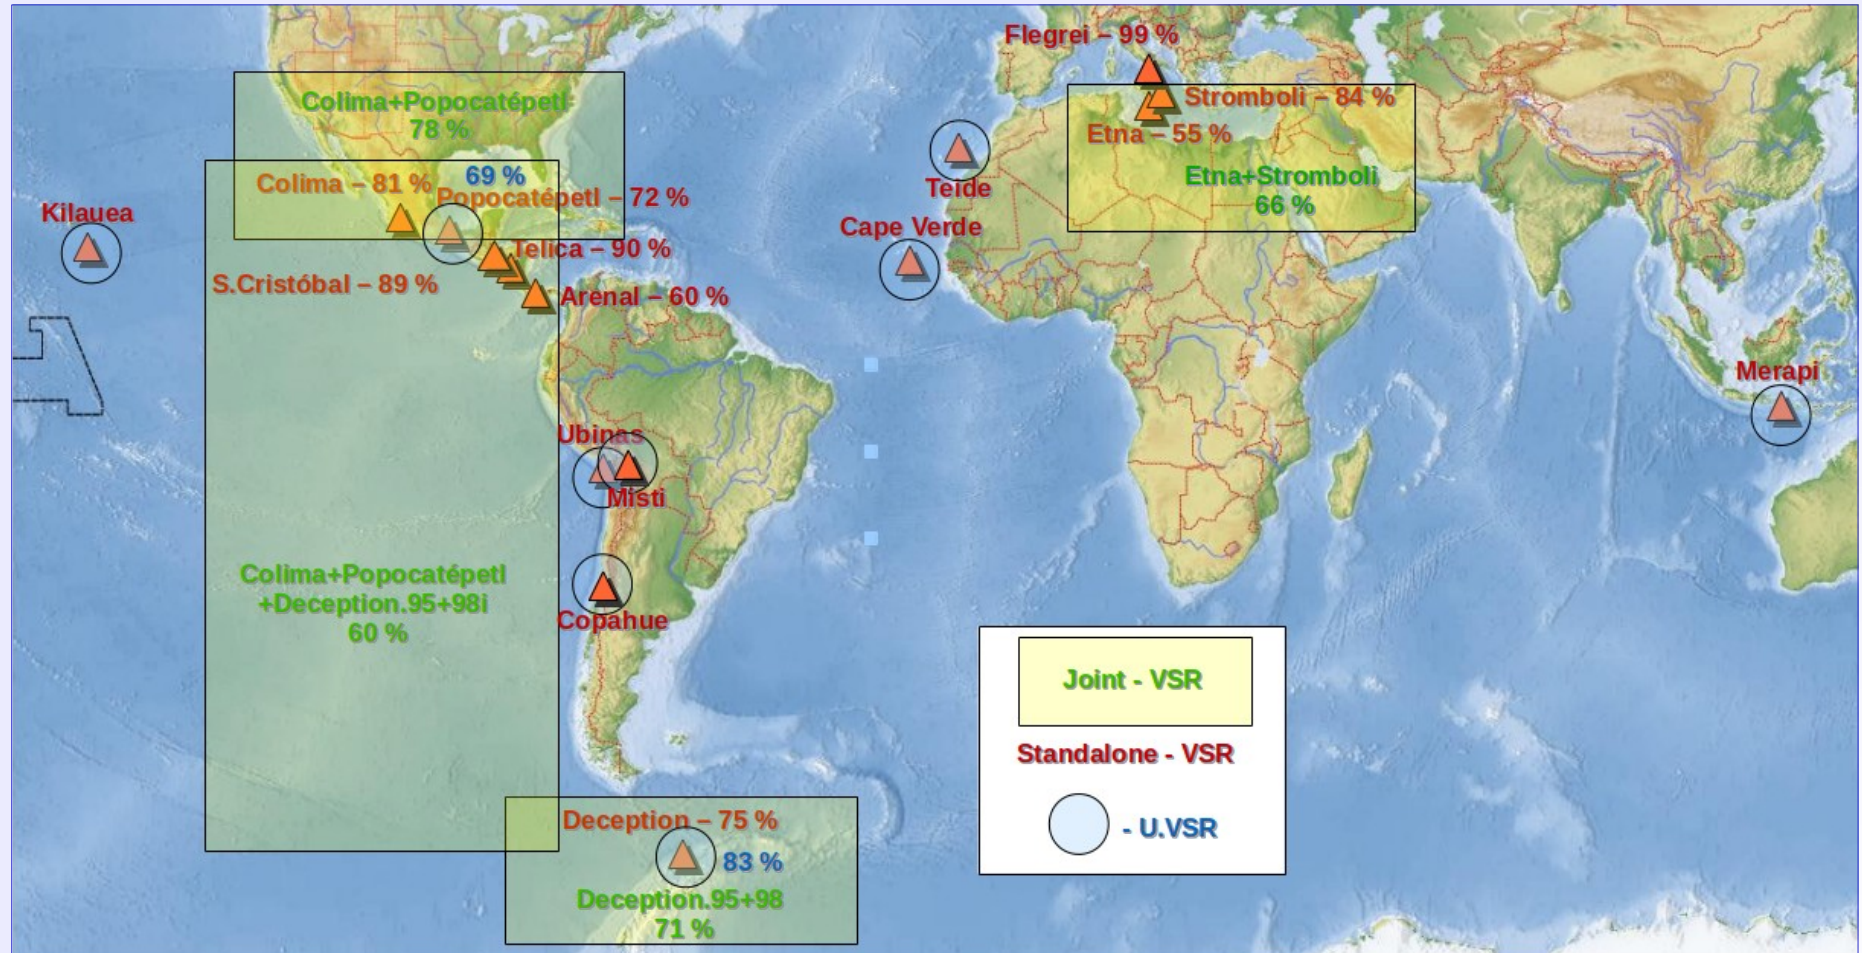 Flegrei – 99 %
Colima+Popocatépetl
78 %
Stromboli – 84 %
Etna – 55 %
Colima – 81 %
69 %
Popocatépetl – 72 %
Etna+Stromboli
66 %
Teide
Kilauea
Cape Verde
Telica – 90 %
S.Cristóbal – 89 %
Arenal – 60 %
Merapi
Ubinas
Misti
Colima+Popocatépetl
+Deception.95+98i
60 %
Copahue
Joint - VSR
Standalone - VSR
- U.VSR
Deception – 75 %
83 %
Deception.95+98
71 %